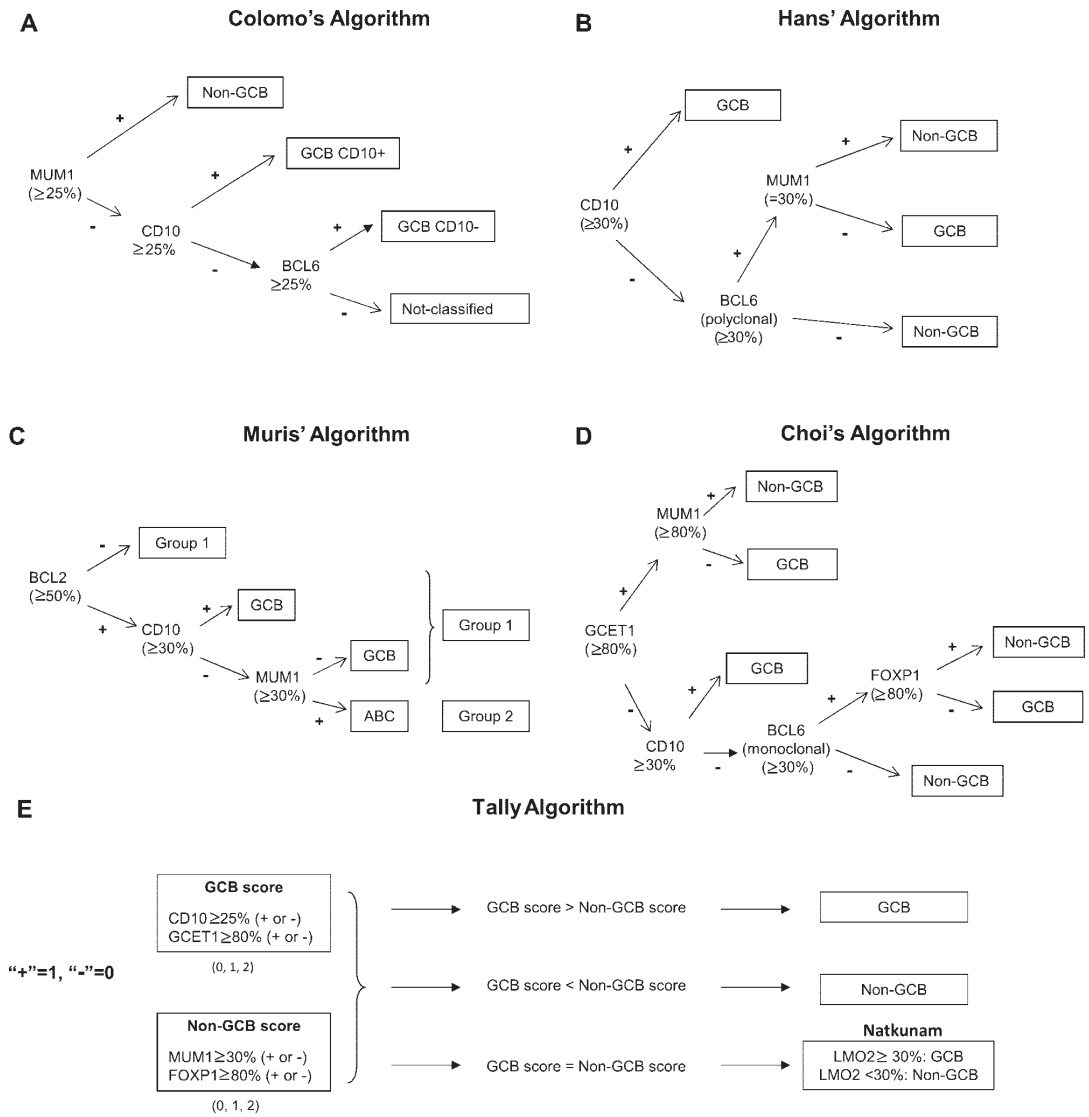 A
Colomo's Algorithm
Non-GCB
+
GCB CD10+
MUM1
(≥25%)
+
-
CD10
≥25%
+
GCB CD10-
-
BCL6
≥25%
-
Not-classified
B
Hans' Algorithm
GCB
+
+
Non-GCB
MUM1
(=30%)
CD10
(≥30%)
-
GCB
+
-
BCL6
(polyclonal)
(≥30%)
-
Non-GCB
C
Muris' Algorithm
-
Group 1
BCL2
(≥50%)
+
+
GCB
CD10
(≥30%)
-
-
GCB
Group 1
MUM1
(≥30%)
+
ABC
Group 2
D
Choi's Algorithm
+
Non-GCB
MUM1
(≥80%)
-
GCB
+
GCET1
(≥80%)
-
+
GCB
+
Non-GCB
FOXP1
(≥80%)
-
GCB
+
CD10
≥30%
-
BCL6
(monoclonal)
(≥30%)
-
Non-GCB
E
Tally Algorithm
GCB score
CD10≥25% (+ or -)
GCET1≥80% (+ or -)
(0, 1, 2)
GCB score > Non-GCB score
GCB
“+”=1, “-”=0
GCB score < Non-GCB score
Non-GCB
Non-GCB score
MUM1≥30% (+ or -)
FOXP1≥80% (+ or -)
(0, 1, 2)
GCB score = Non-GCB score
Natkunam
LMO2≥ 30%: GCB
LMO2 <30%: Non-GCB